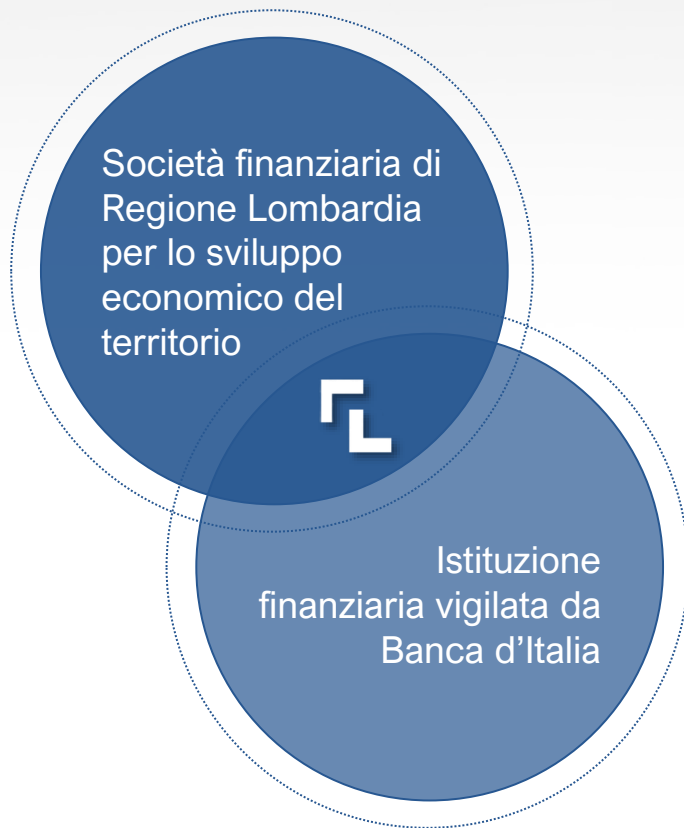 Società finanziaria di
Regione Lombardia
per lo sviluppo
economico del
territorio
Istituzione
finanziaria vigilata da
Banca d’Italia